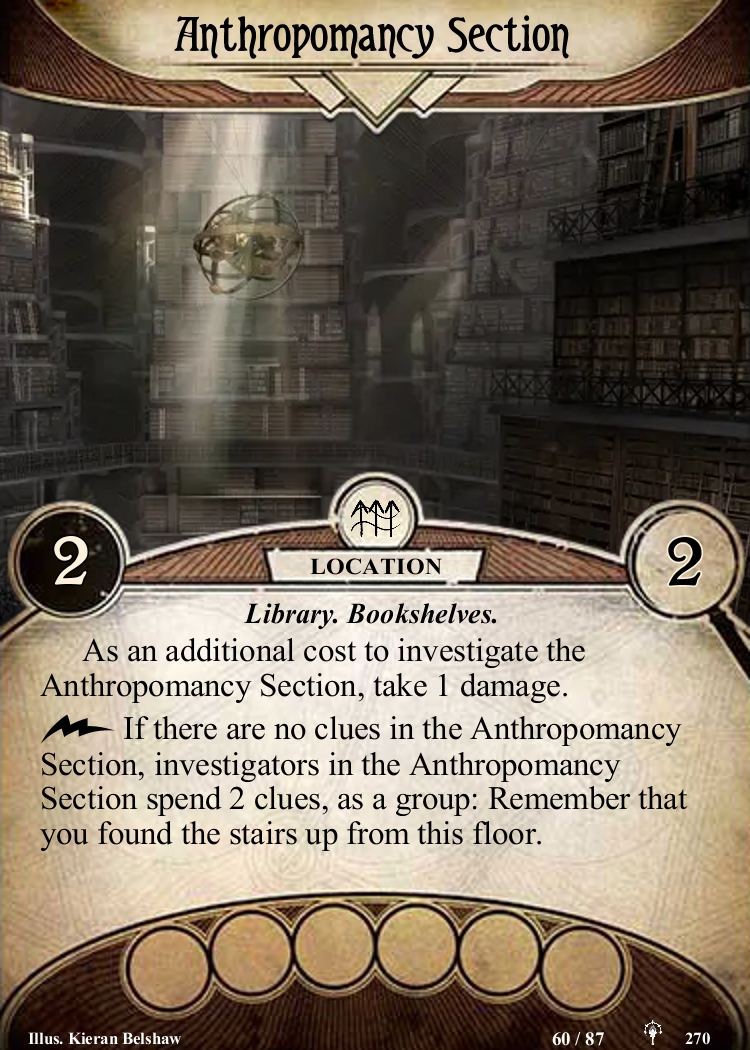 Anthropomancy Section
2
2
LOCATION
Library. Bookshelves.
As an additional cost to investigate the
Anthropomancy Section, take 1 damage.
If there are no clues in the Anthropomancy
Section, investigators in the Anthropomancy
Section spend 2 clues, as a group: Remember that
you found the stairs up from this floor.
Illus. Kieran Belshaw
60 / 87
270